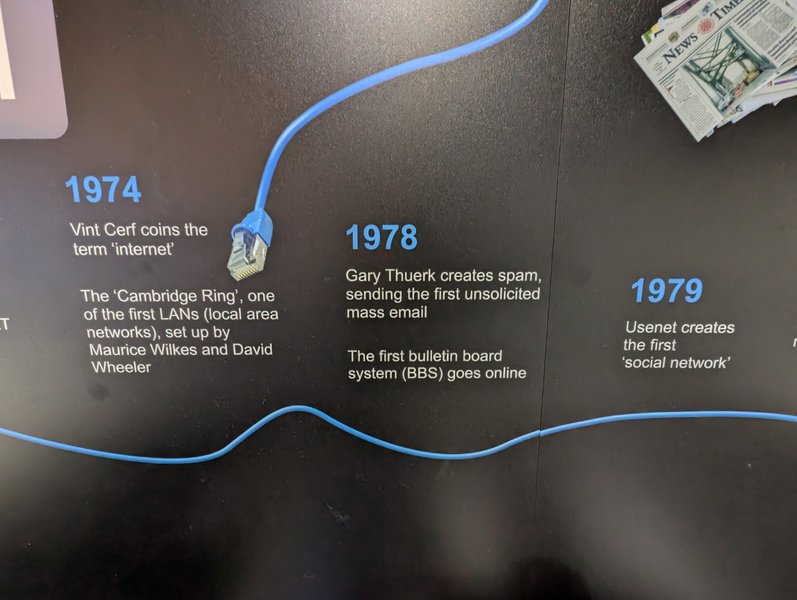 1974
Vint Cerf coins the
term ‘internet’
The ‘Cambridge Ring’, one
of the first LANs (local area
networks), set up by
Maurice Wilkes and David
Wheeler
1978
Gary Thuerk creates spam,
sending the first unsolicited
mass email
The first bulletin board
system (BBS) goes online
1979
Usenet creates
the first
‘social network’
NEWS